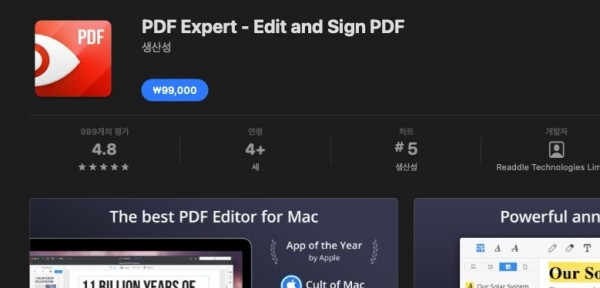 PDF
PDF Expert - Edit and Sign PDF
생산성
₩99,000
989개의 평가
4.8
★★★★★
연령
4+
세
차트
#5
생산성
개발자
Readdle Technologies Lim
The best PDF Editor for Mac
App of the Year
by Apple
Cult of Mac
11 BILLION YEARS OF
Powerful ann
A A
T
Our Solar System
Our So